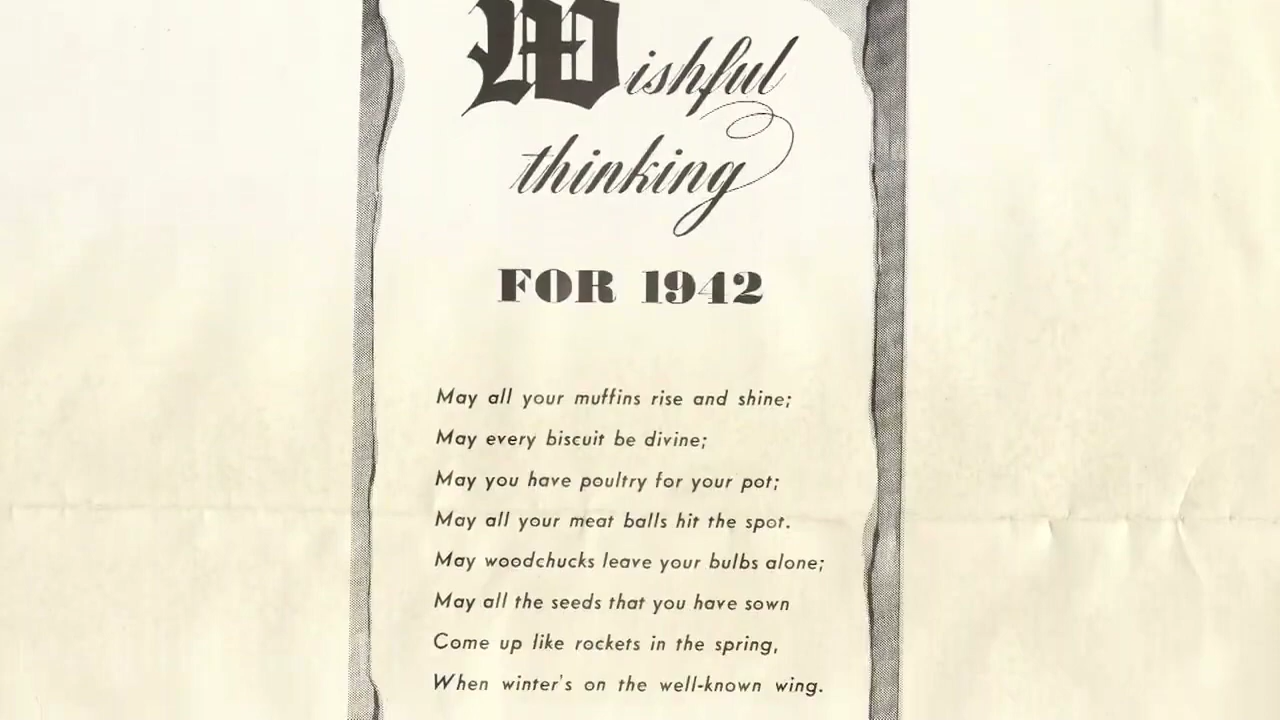 Wishful
thinking
FOR 1942
May all your muffins rise and shine;
May every biscuit be divine;
May you have poultry for your pot;
May all your meat balls hit the spot.
May woodchucks leave your bulbs alone;
May all the seeds that you have sown
Come up like rockets in the spring,
When winter's on the well-known wing.